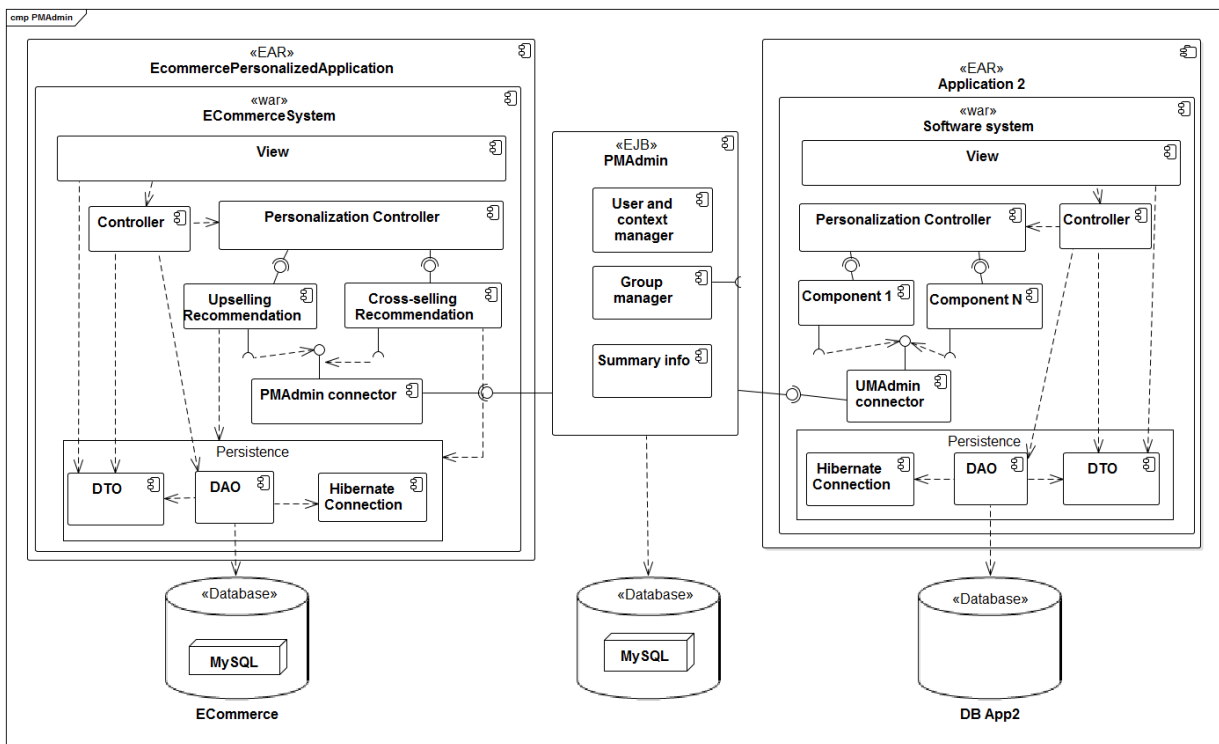 cmp PMAdmin
«EAR»
EcommercePersonalizedApplication
«war»
ECommerceSystem
View
Controller
Personalization Controller
Upselling
Recommendation
Cross-selling
Recommendation
PMAdmin connector
Persistence
DTO
DAO
Hibernate
Connection
«Database»
MySQL
ECommerce
«EJB»
PMAdmin
User and
context
manager
Group
manager
Summary info
«Database»
MySQL
«EAR»
Application 2
«war»
Software system
View
Personalization Controller
Controller
Component 1
Component N
UMAdmin
connector
Persistence
Hibernate
Connection
DAO
DTO
«Database»
DB App2